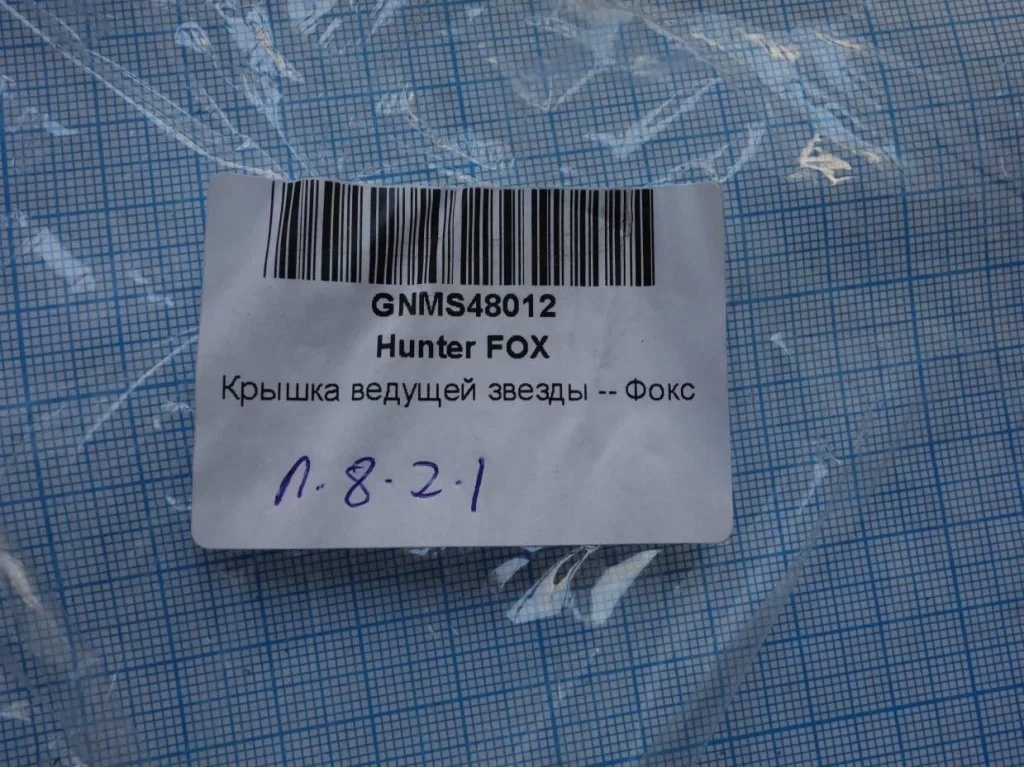 GNMS48012
Hunter FOX
Крышка ведущей звезды -- Фокс
Л.8.2.1